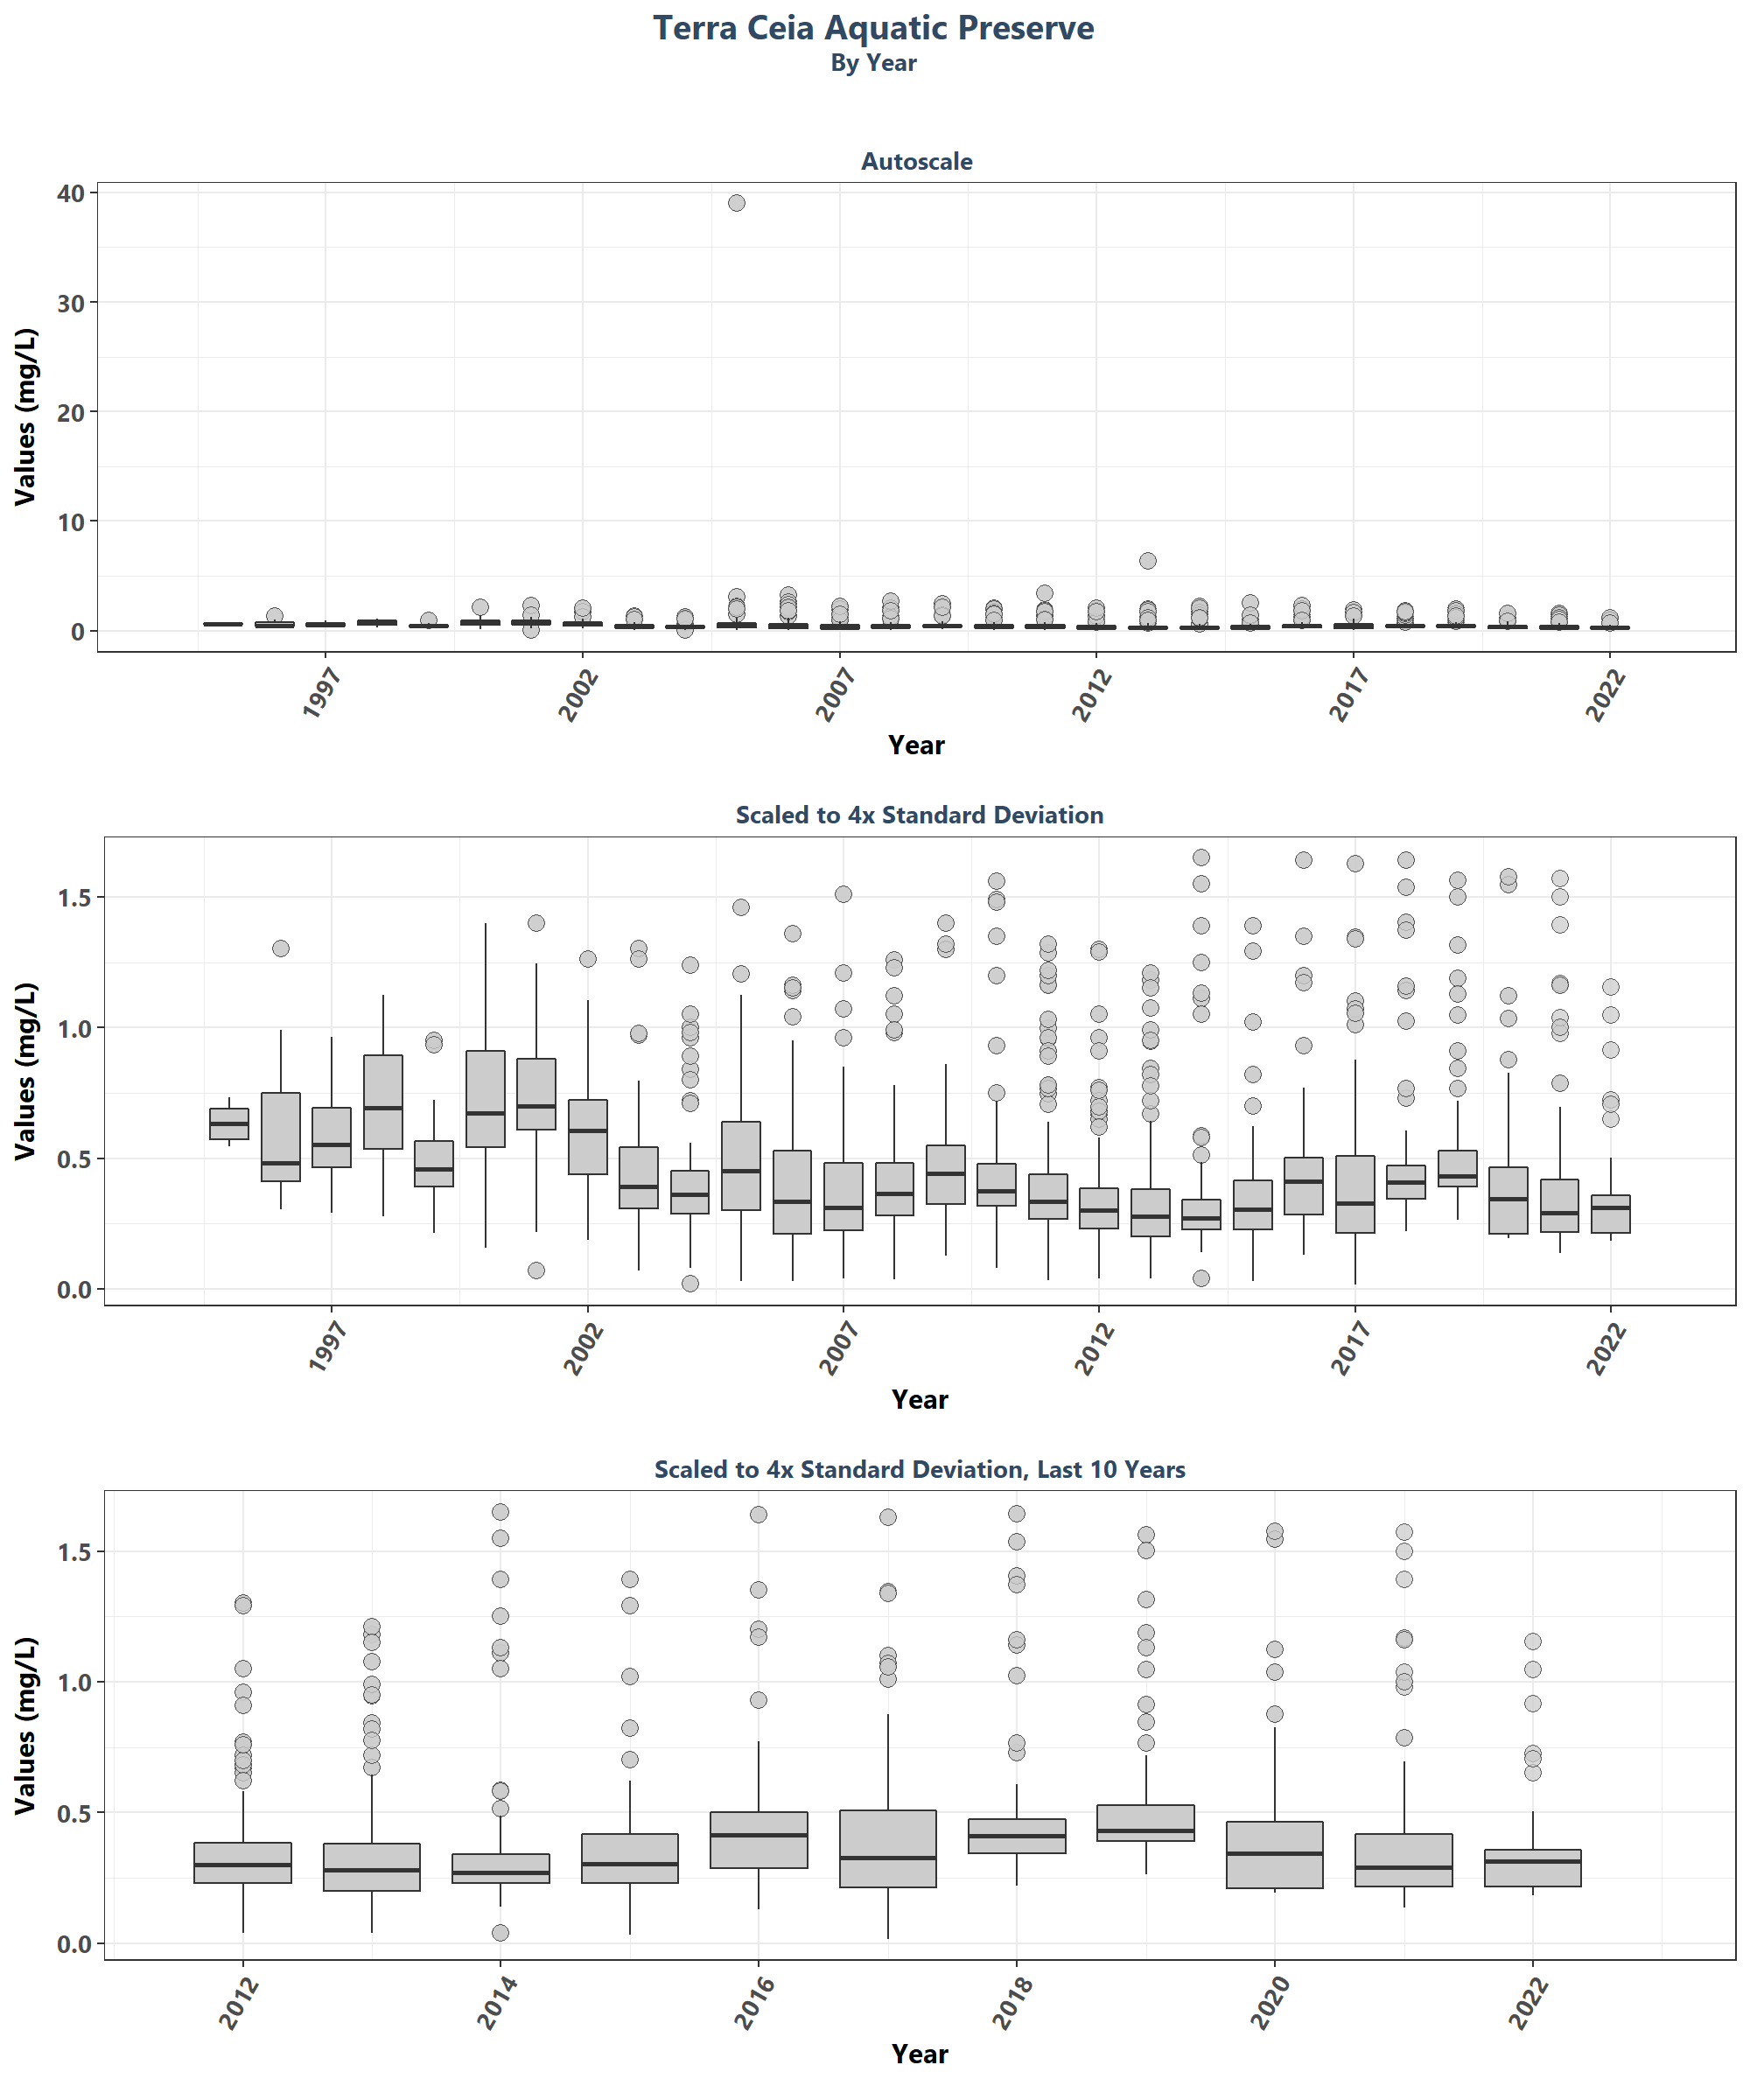 Terra Ceia Aquatic Preserve
By Year
Autoscale
Values (mg/L)
40
30
20
10
0
1997
2002
2007
2012
2017
2022
Year
Scaled to 4x Standard Deviation
Values (mg/L)
1.5
1.0
0.5
0.0
1997
2002
2007
2012
2017
2022
Year
Scaled to 4x Standard Deviation, Last 10 Years
Values (mg/L)
1.5
1.0
0.5
0.0
2012
2014
2016
2018
2020
2022
Year